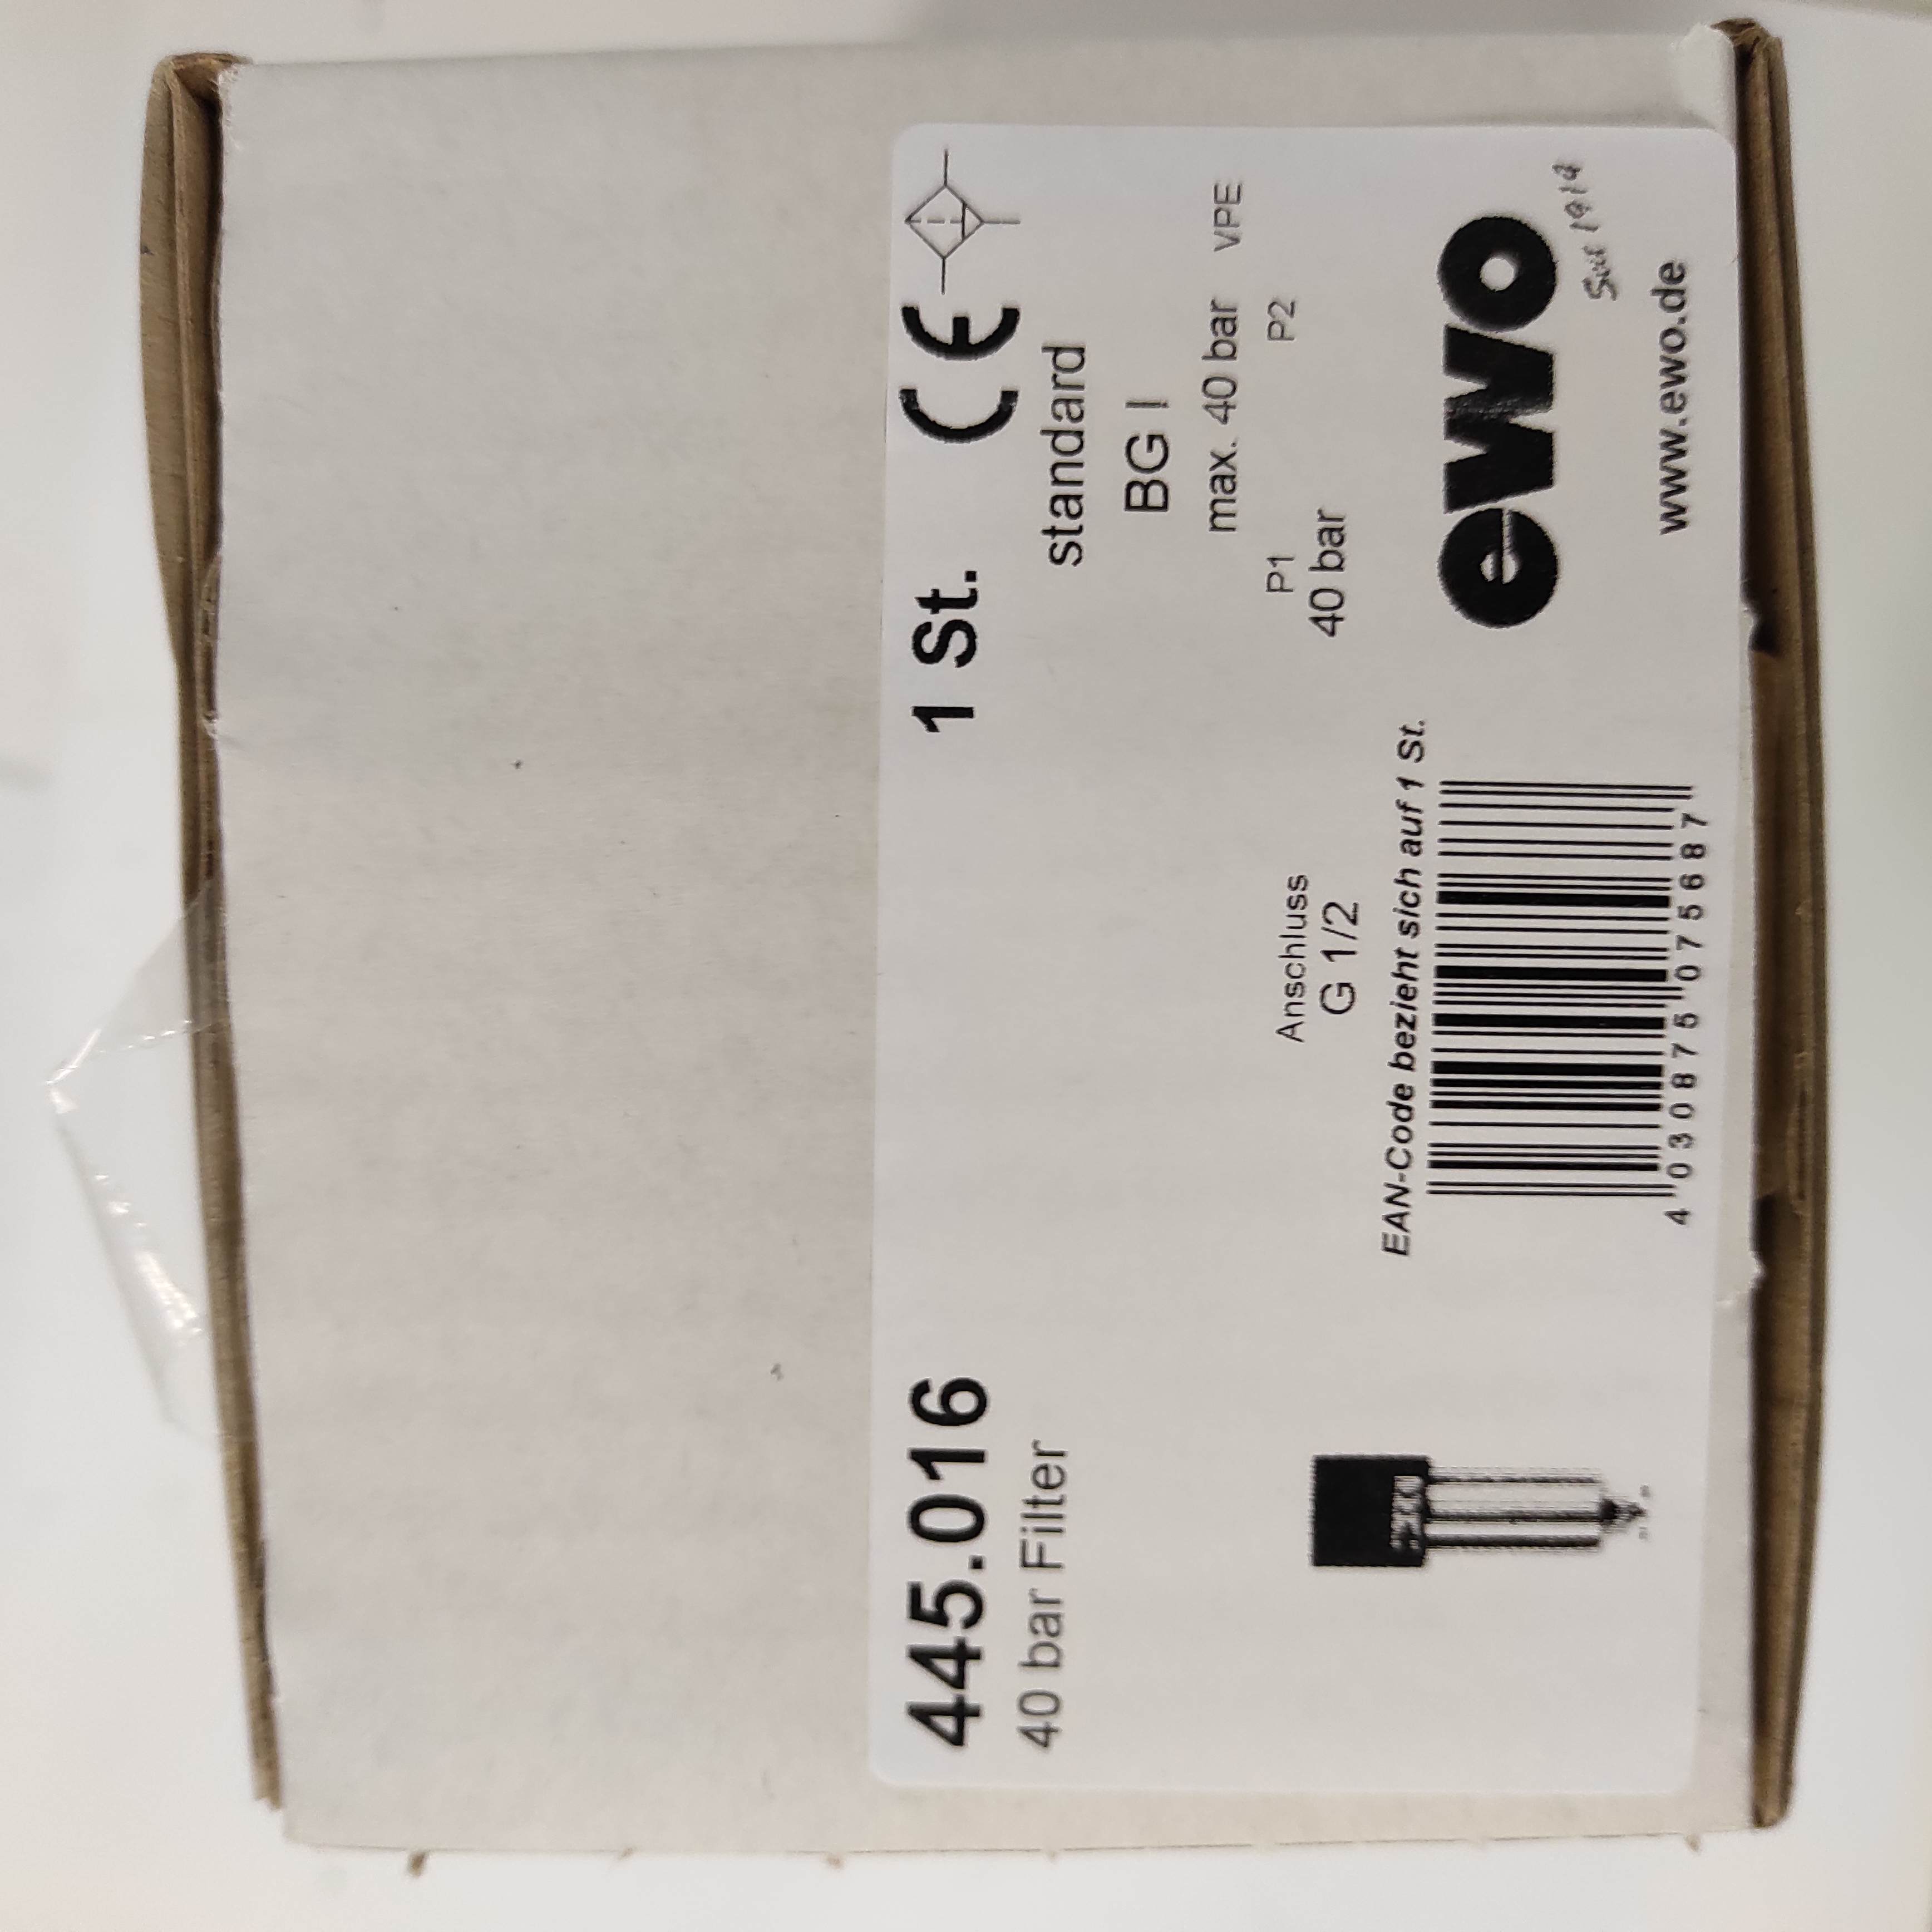 445.016
1 St.
CE
40 bar Filter
standard
BG I
max. 40 bar
VPE
Anschluss
P1
P2
G 1/2
40 bar
EAN-Code bezieht sich auf 1 St.
4 030875 075687
ewo
Seit 1914
www.ewo.de